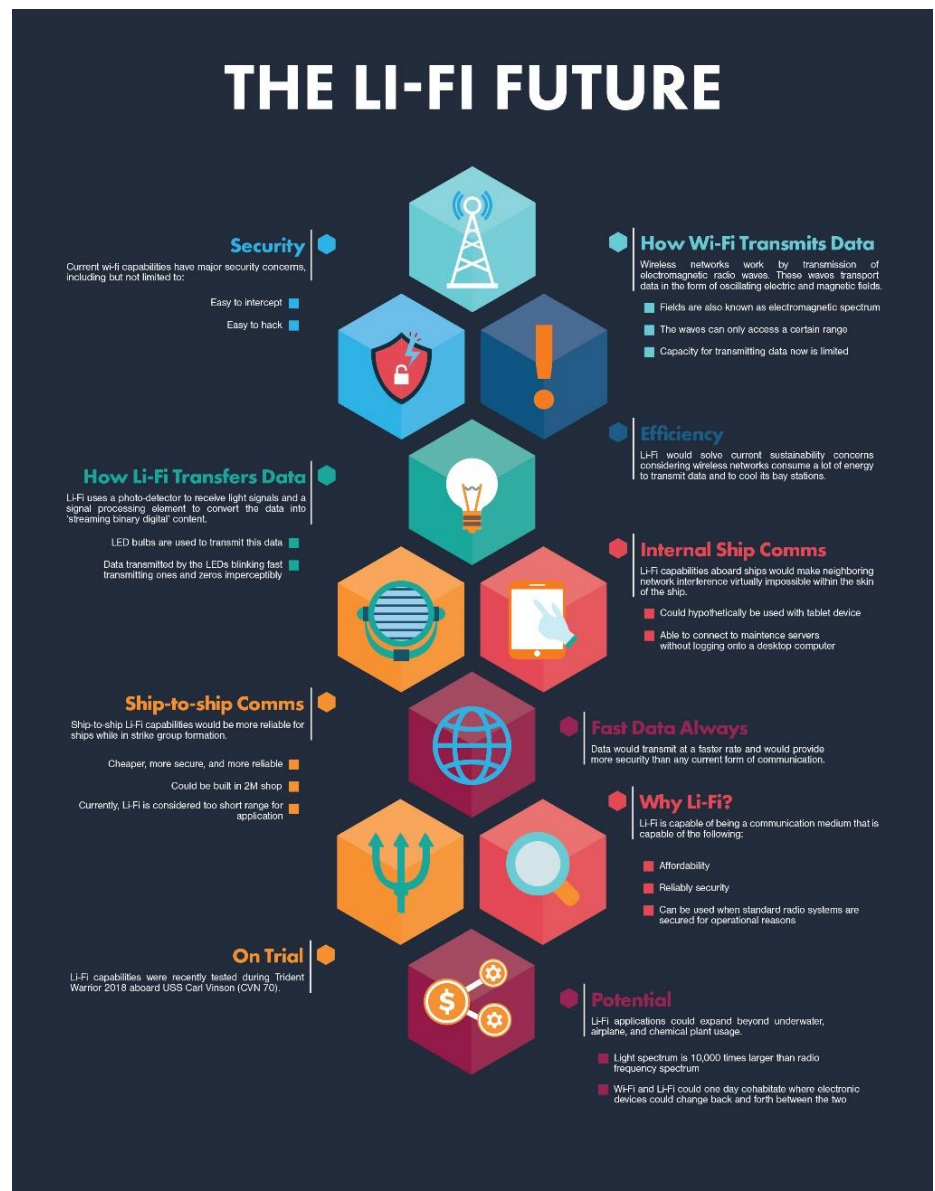 THE LI-FI FUTURE
Security
Current wi-fi capabilities have major security concerns,
including but not limited to:
Easy to intercept
Easy to hack
How Wi-Fi Transmits Data
Wireless networks work by transmission of
electromagnetic radio waves. These waves transport
data in the form of oscillating electric and magnetic fields.
Fields are also known as electromagnetic spectrum
The waves can only access a certain range
Capacity for transmitting data now is limited
Efficiency
Li-Fi would solve current sustainability concerns
considering wireless networks consume a lot of energy
to transmit data and to cool its bay stations.
How Li-Fi Transfers Data
Li-Fi uses a photo-detector to receive light signals and a
signal processing element to convert the data into
'streaming binary digital' content.
LED bulbs are used to transmit this data
Data transmitted by the LEDs blinking fast
transmitting ones and zeros imperceptibly
Internal Ship Comms
Li-Fi capabilities aboard ships would make neighboring
network interference virtually impossible within the skin
of the ship.
Could hypothetically be used with tablet device
Able to connect to maintence servers
without logging onto a desktop computer
Ship-to-ship Comms
Ship-to-ship Li-Fi capabilities would be more reliable for
ships while in strike group formation.
Cheaper, more secure, and more reliable
Could be built in 2M shop
Currently, Li-Fi is considered too short range for
application
Fast Data Always
Data would transmit at a faster rate and would provide
more security than any current form of communication.
Why Li-Fi?
Li-Fi is capable of being a communication medium that is
capable of the following:
Affordability
Reliably security
Can be used when standard radio systems are
secured for operational reasons
On Trial
Li-Fi capabilities were recently tested during Trident
Warrior 2018 aboard USS Carl Vinson (CVN 70).
$
Potential
Li-Fi applications could expand beyond underwater,
airplane, and chemical plant usage.
Light spectrum is 10,000 times larger than radio
frequency spectrum
Wi-Fi and Li-Fi could one day cohabitate where electronic
devices could change back and forth between the two